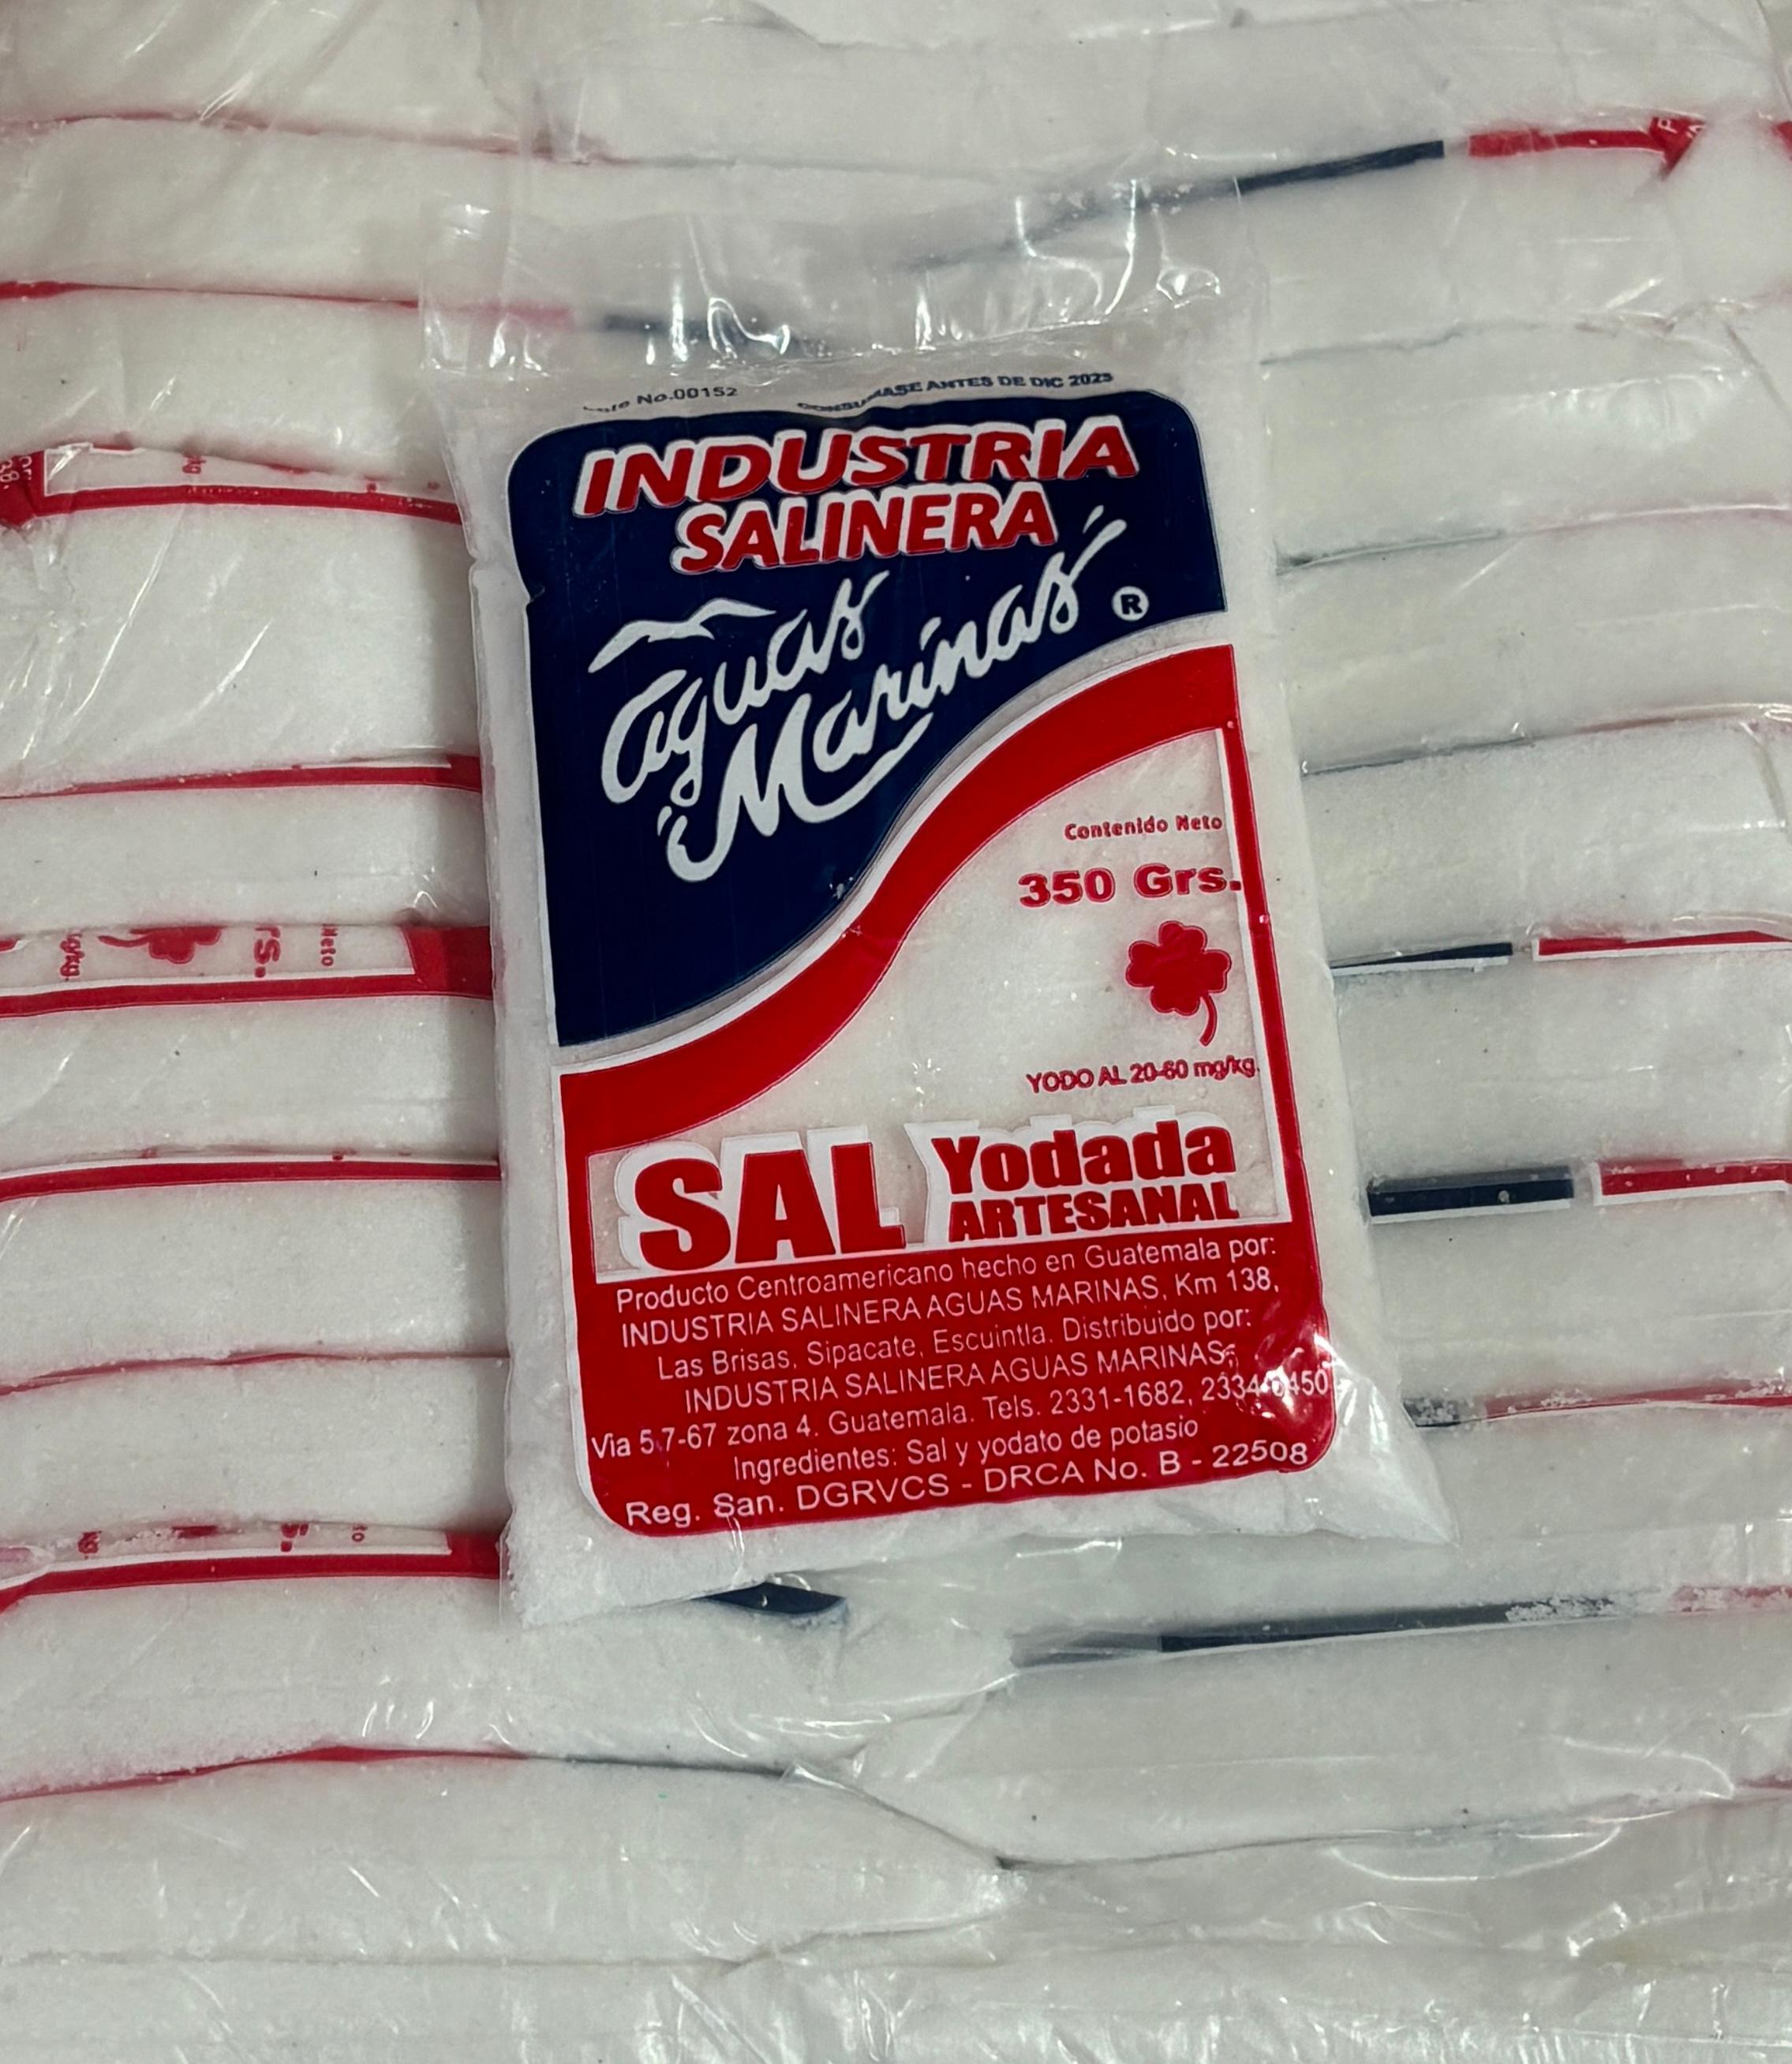 No.00152
CONSUMASE ANTES DE DIC 2023
INDUSTRIA
SALINERA
Aguas
Marinas ®
Contenido Neto
350 Grs.
YODO AL 20-60 mg/kg.
SAL Yodada
ARTESANAL
Producto Centroamericano hecho en Guatemala por:
INDUSTRIA SALINERA AGUAS MARINAS, Km 138,
Las Brisas, Sipacate, Escuintla. Distribuido por:
INDUSTRIA SALINERA AGUAS MARINAS;
Via 5,7-67 zona 4. Guatemala. Tels. 2331-1682,
Ingredientes: Sal y yodato de potasio
Reg. San. DGRVCS - DRCA No. B - 22508